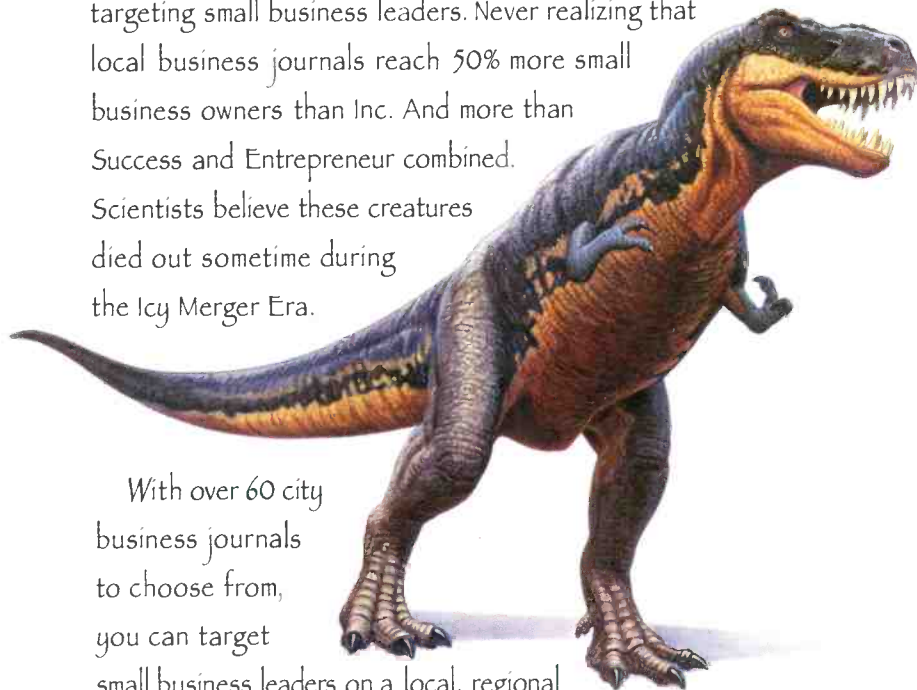 targeting small business leaders. Never realizing that
local business journals reach 50% more small
business owners than Inc. And more than
Success and Entrepreneur combined.
Scientists believe these creatures
died out sometime during
the Icy Merger Era.
With over 60 city
business journals
to choose from,
you can target
small business leaders on a local, regional